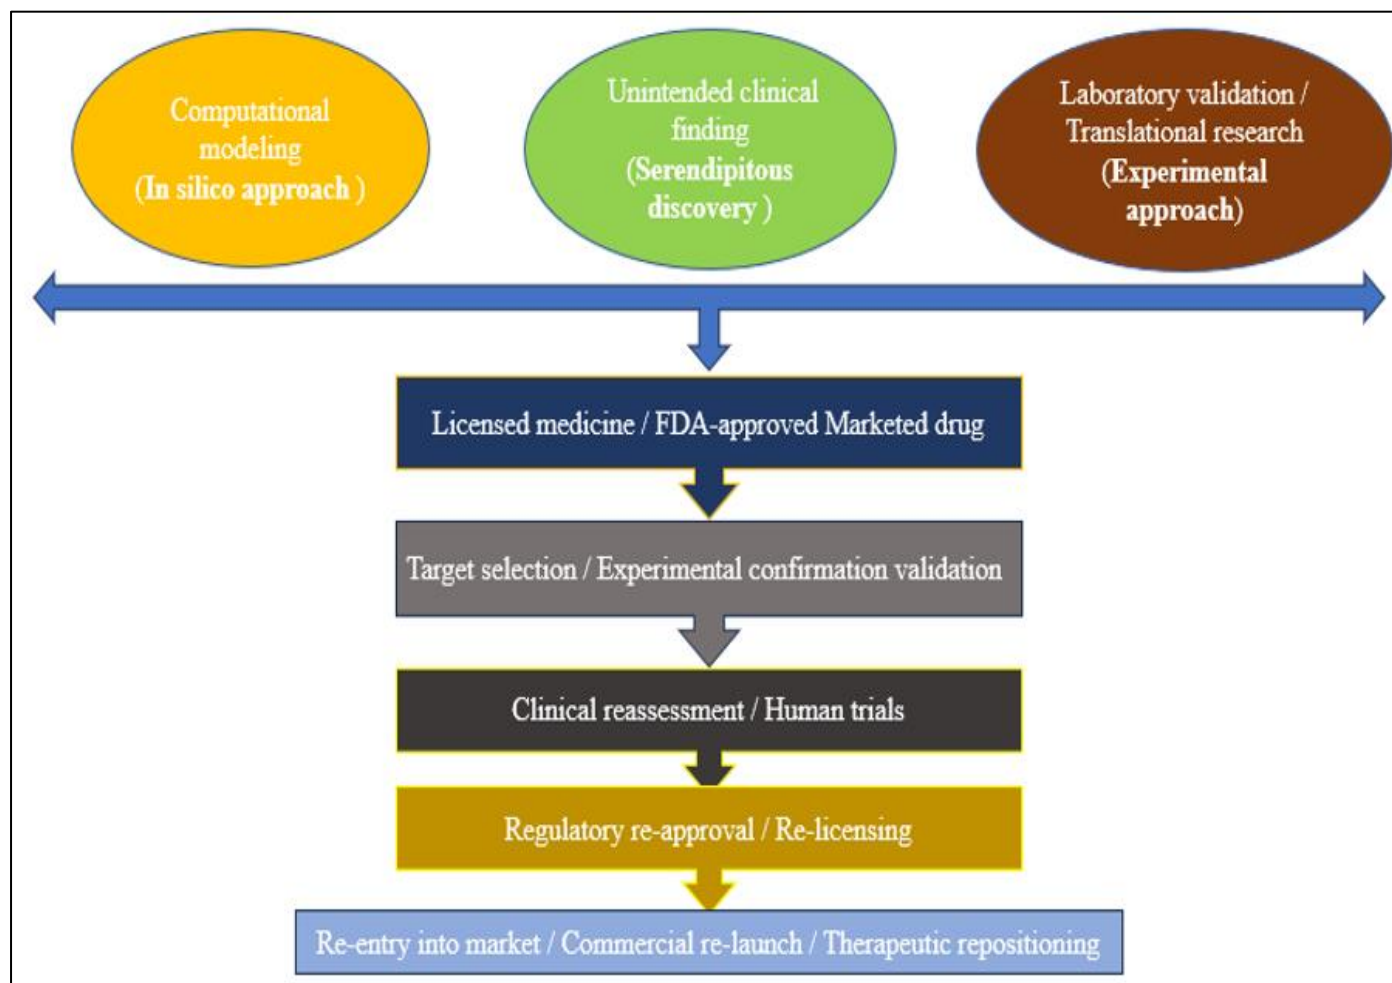 Computational
modeling
(In silico approach )
Unintended clinical
finding
(Serendipitous
discovery )
Laboratory validation /
Translational research
(Experimental
approach)
Licensed medicine / FDA-approved Marketed drug
Target selection / Experimental confirmation validation
Clinical reassessment / Human trials
Regulatory re-approval / Re-licensing
Re-entry into market / Commercial re-launch / Therapeutic repositioning